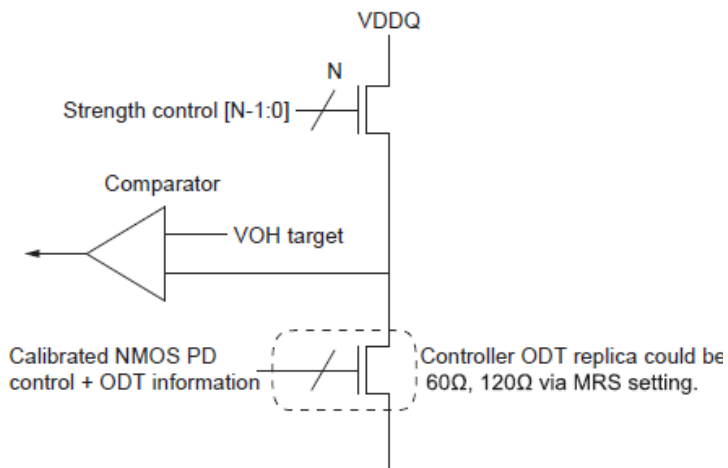 VDDQ
N
Strength control [N-1:0]
Comparator
VOH target
Calibrated NMOS PD
control + ODT information
Controller ODT replica could be
60Ω, 120Ω via MRS setting.